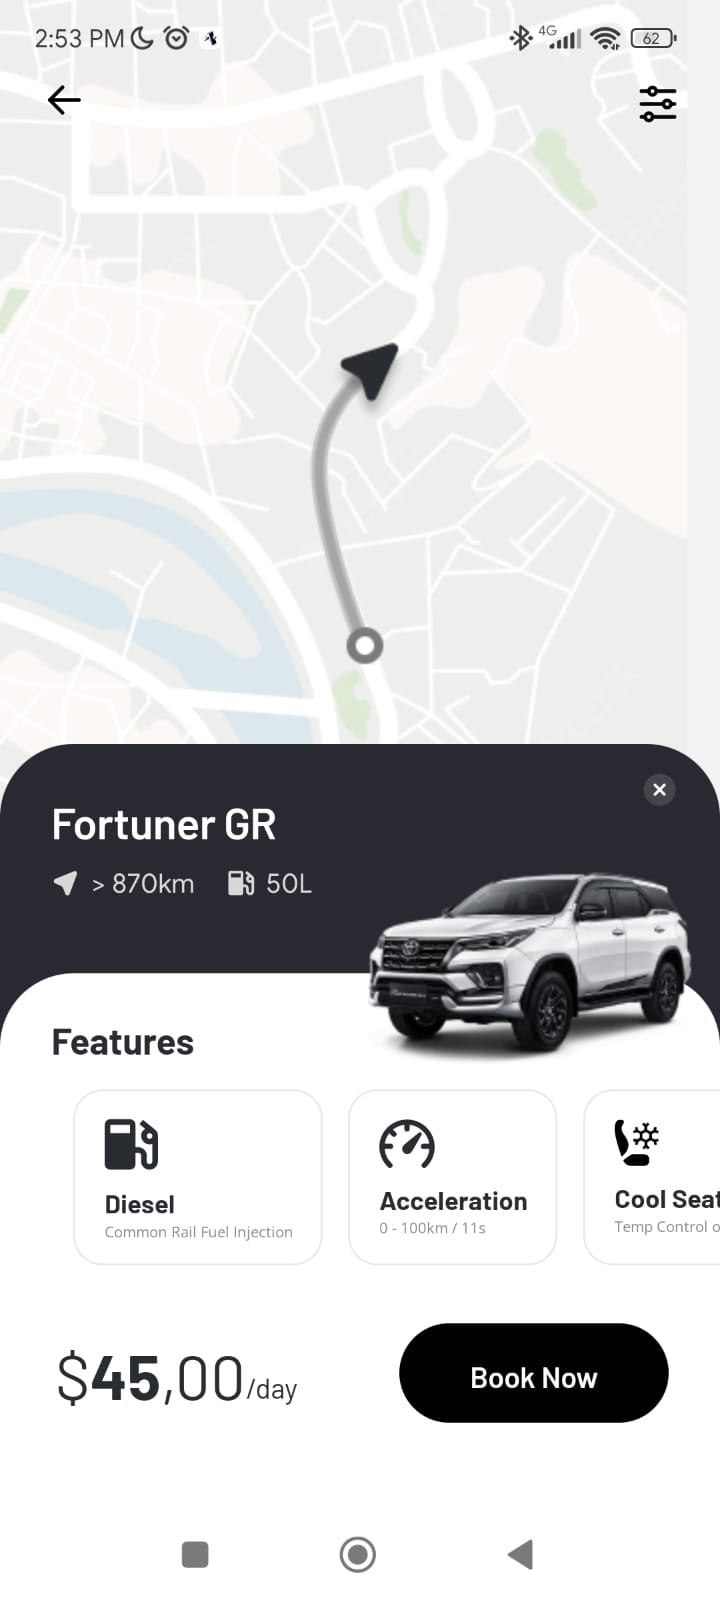 2:53 PM
4G
62
Fortuner GR
> 870km
50L
Features
Diesel
Common Rail Fuel Injection
Acceleration
0 - 100km / 11s
Cool Seat
Temp Control o
$45,00/day
Book Now